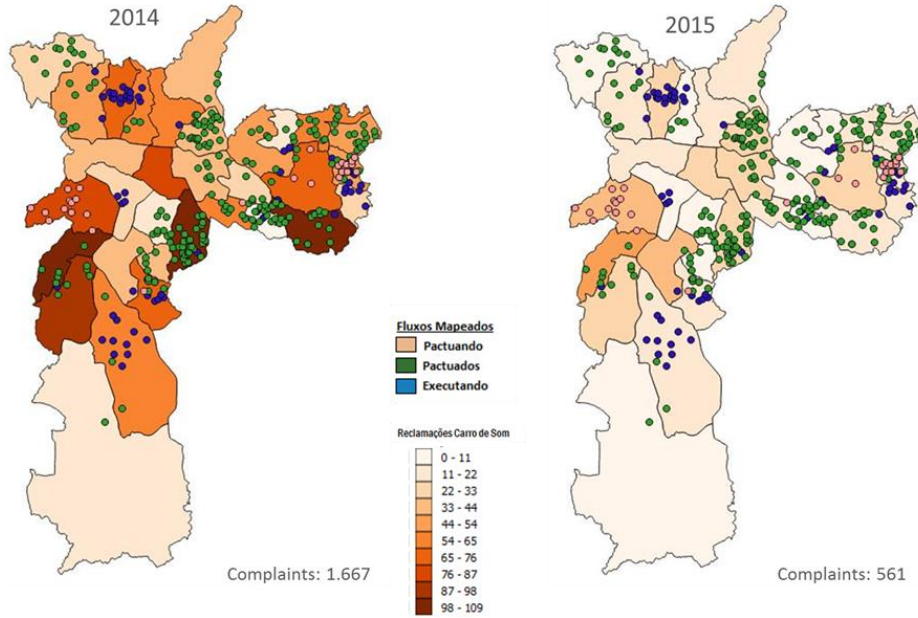 2014
2015
Fluxos Mapeados
Pactuando
Pactuados
Executando
Reclamações Carro de Som
0 - 11
11 - 22
22 - 33
33 - 44
44 - 54
54 - 65
65 - 76
76 - 87
87 - 98
98 - 109
Complaints: 1.667
Complaints: 561